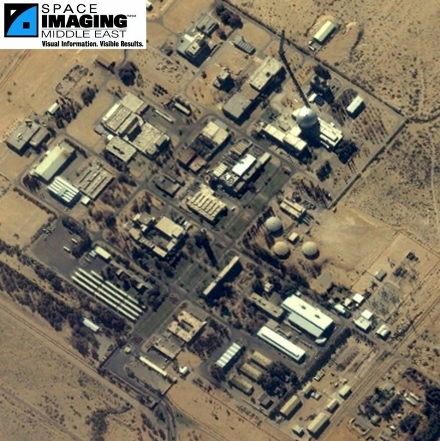 SPACE
IMAGING
MIDDLE EAST
Visual Information. Visible Results.